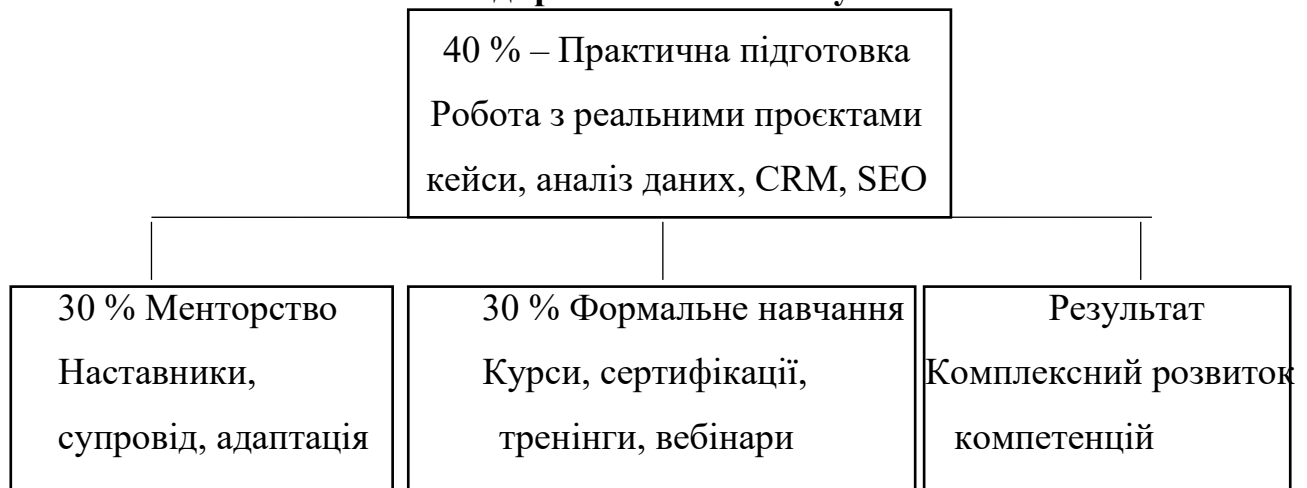 40 % – Практична підготовка
Робота з реальними проєктами
кейси, аналіз даних, CRM, SEO
30 % Менторство
Наставники,
супровід, адаптація
30 % Формальне навчання
Курси, сертифікації,
тренінги, вебінари
Результат
Комплексний розвиток
компетенцій